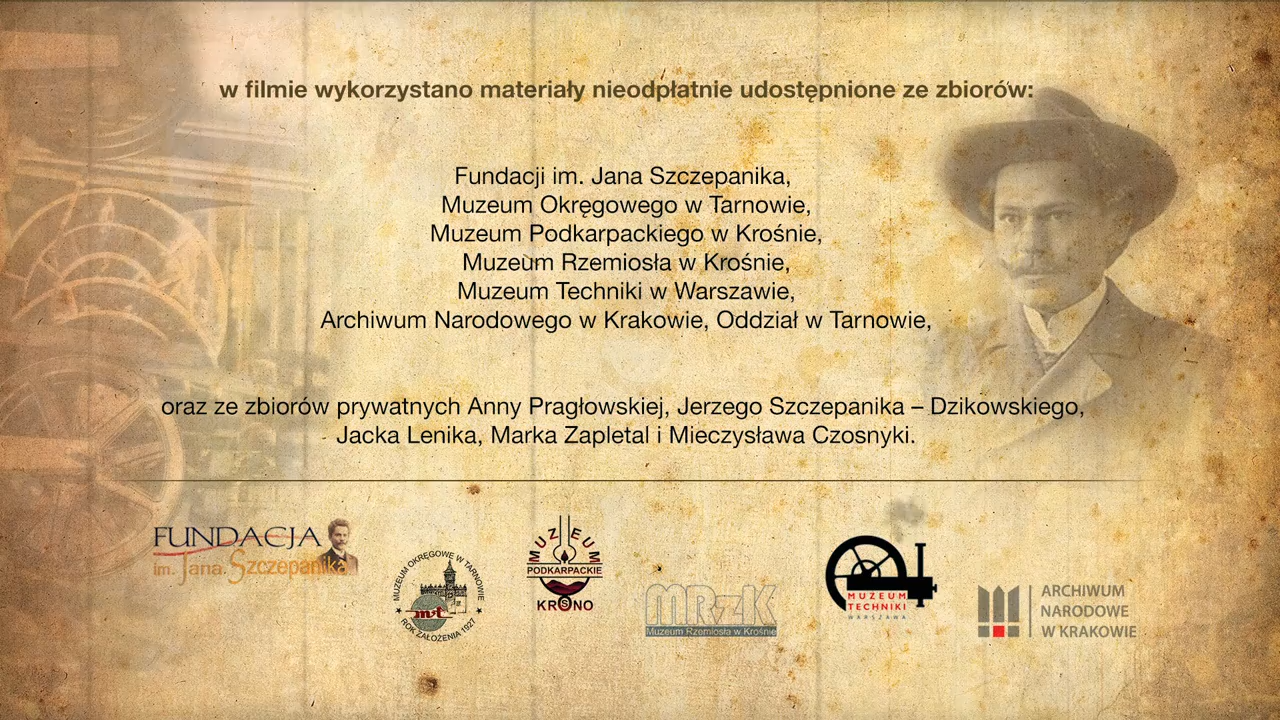 w filmie wykorzystano materiały nieodpłatnie udostępnione ze zbiorów:
Fundacji im. Jana Szczepanika,
Muzeum Okręgowego w Tarnowie,
Muzeum Podkarpackiego w Krośnie,
Muzeum Rzemiosła w Krośnie,
Muzeum Techniki w Warszawie,
Archiwum Narodowego w Krakowie, Oddział w Tarnowie,
oraz ze zbiorów prywatnych Anny Pragłowskiej, Jerzego Szczepanika – Dzikowskiego,
Jacka Lenika, Marka Zapletal i Mieczysława Czosnyki.
FUNDACJA
im. Jana Szczepanika
MUZEUM OKRĘGOWE W TARNOWIE
mt
ROK ZAŁOŻENIA 1927
MUZEUM
PODKARPACKIE
KROSNO
MRzK
Muzeum Rzemiosła w Krośnie
MUZEUM
TECHNIKI
WARSZAWA
ARCHIWUM
NARODOWE
W KRAKOWIE